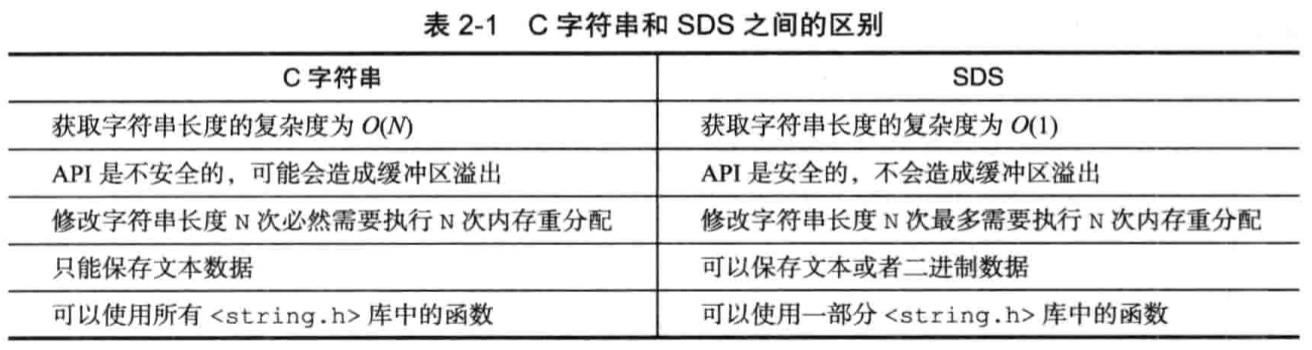 表 2-1 C 字符串和 SDS 之间的区别
C 字符串 SDS
获取字符串长度的复杂度为 O(N) 获取字符串长度的复杂度为 O(1)
API 是不安全的，可能会造成缓冲区溢出 API 是安全的，不会造成缓冲区溢出
修改字符串长度 N 次必然需要执行 N 次内存重分配 修改字符串长度 N 次最多需要执行 N 次内存重分配
只能保存文本数据 可以保存文本或者二进制数据
可以使用所有 <string.h> 库中的函数 可以使用一部分 <string.h> 库中的函数